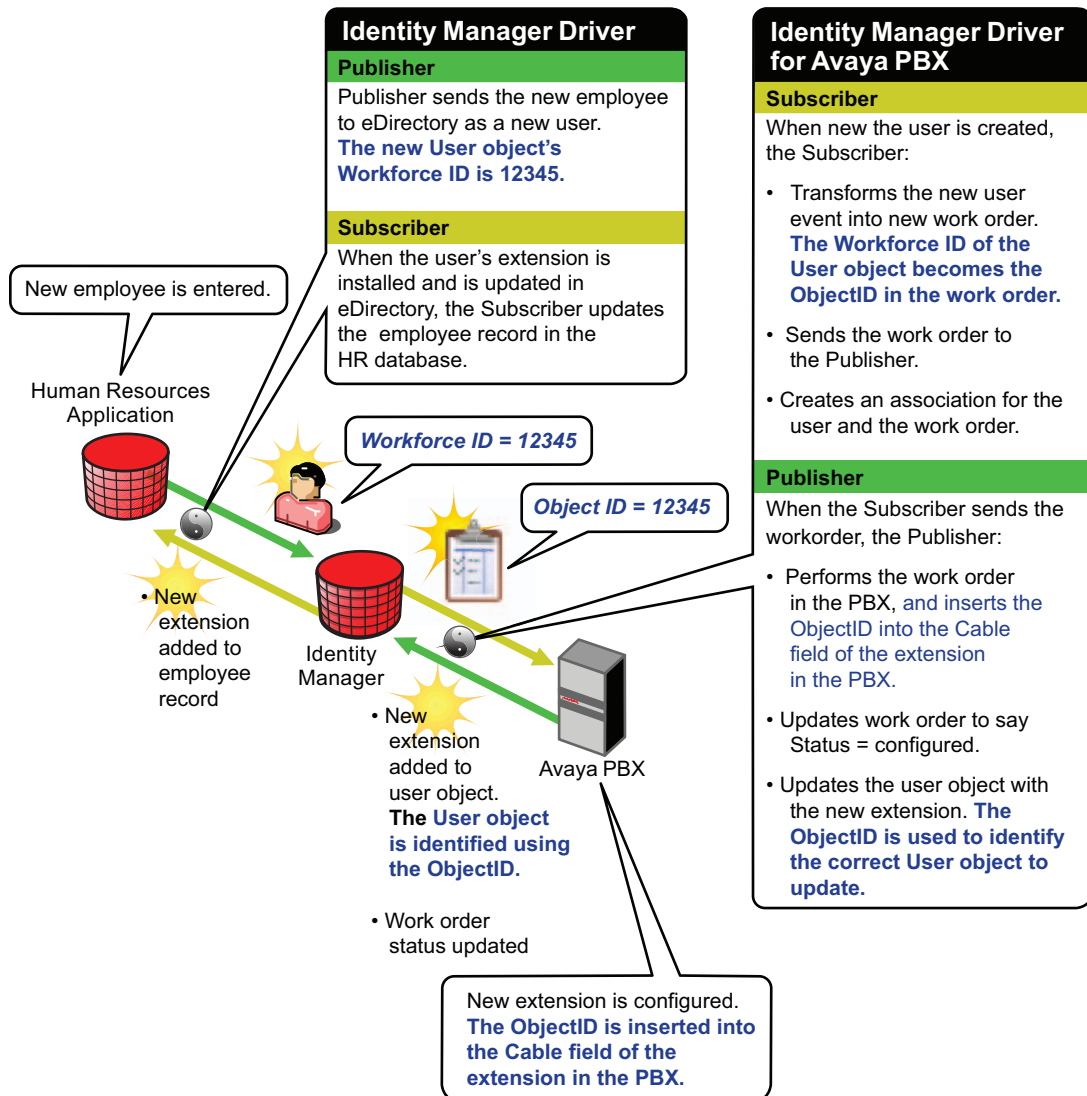 Identity Manager Driver
Publisher
Publisher sends the new employee
to eDirectory as a new user.
The new User object's
Workforce ID is 12345.
Subscriber
When the user's extension is
installed and is updated in
eDirectory, the Subscriber updates
the employee record in the
HR database.
Identity Manager Driver
for Avaya PBX
Subscriber
When new the user is created,
the Subscriber:
• Transforms the new user
event into new work order.
The Workforce ID of the
User object becomes the
ObjectID in the work order.
• Sends the work order to
the Publisher.
• Creates an association for the
user and the work order.
Publisher
When the Subscriber sends the
workorder, the Publisher:
• Performs the work order
in the PBX, and inserts the
ObjectID into the Cable
field of the extension
in the PBX.
• Updates work order to say
Status = configured.
• Updates the user object with
the new extension. The
ObjectID is used to identify
the correct User object to
update.
New employee is entered.
Human Resources
Application
Workforce ID = 12345
Object ID = 12345
• New
extension
added to
employee
record
Identity
Manager
• New
extension
added to
user object.
The User object
is identified using
the ObjectID.
• Work order
status updated
Avaya PBX
New extension is configured.
The ObjectID is inserted into
the Cable field of the
extension in the PBX.